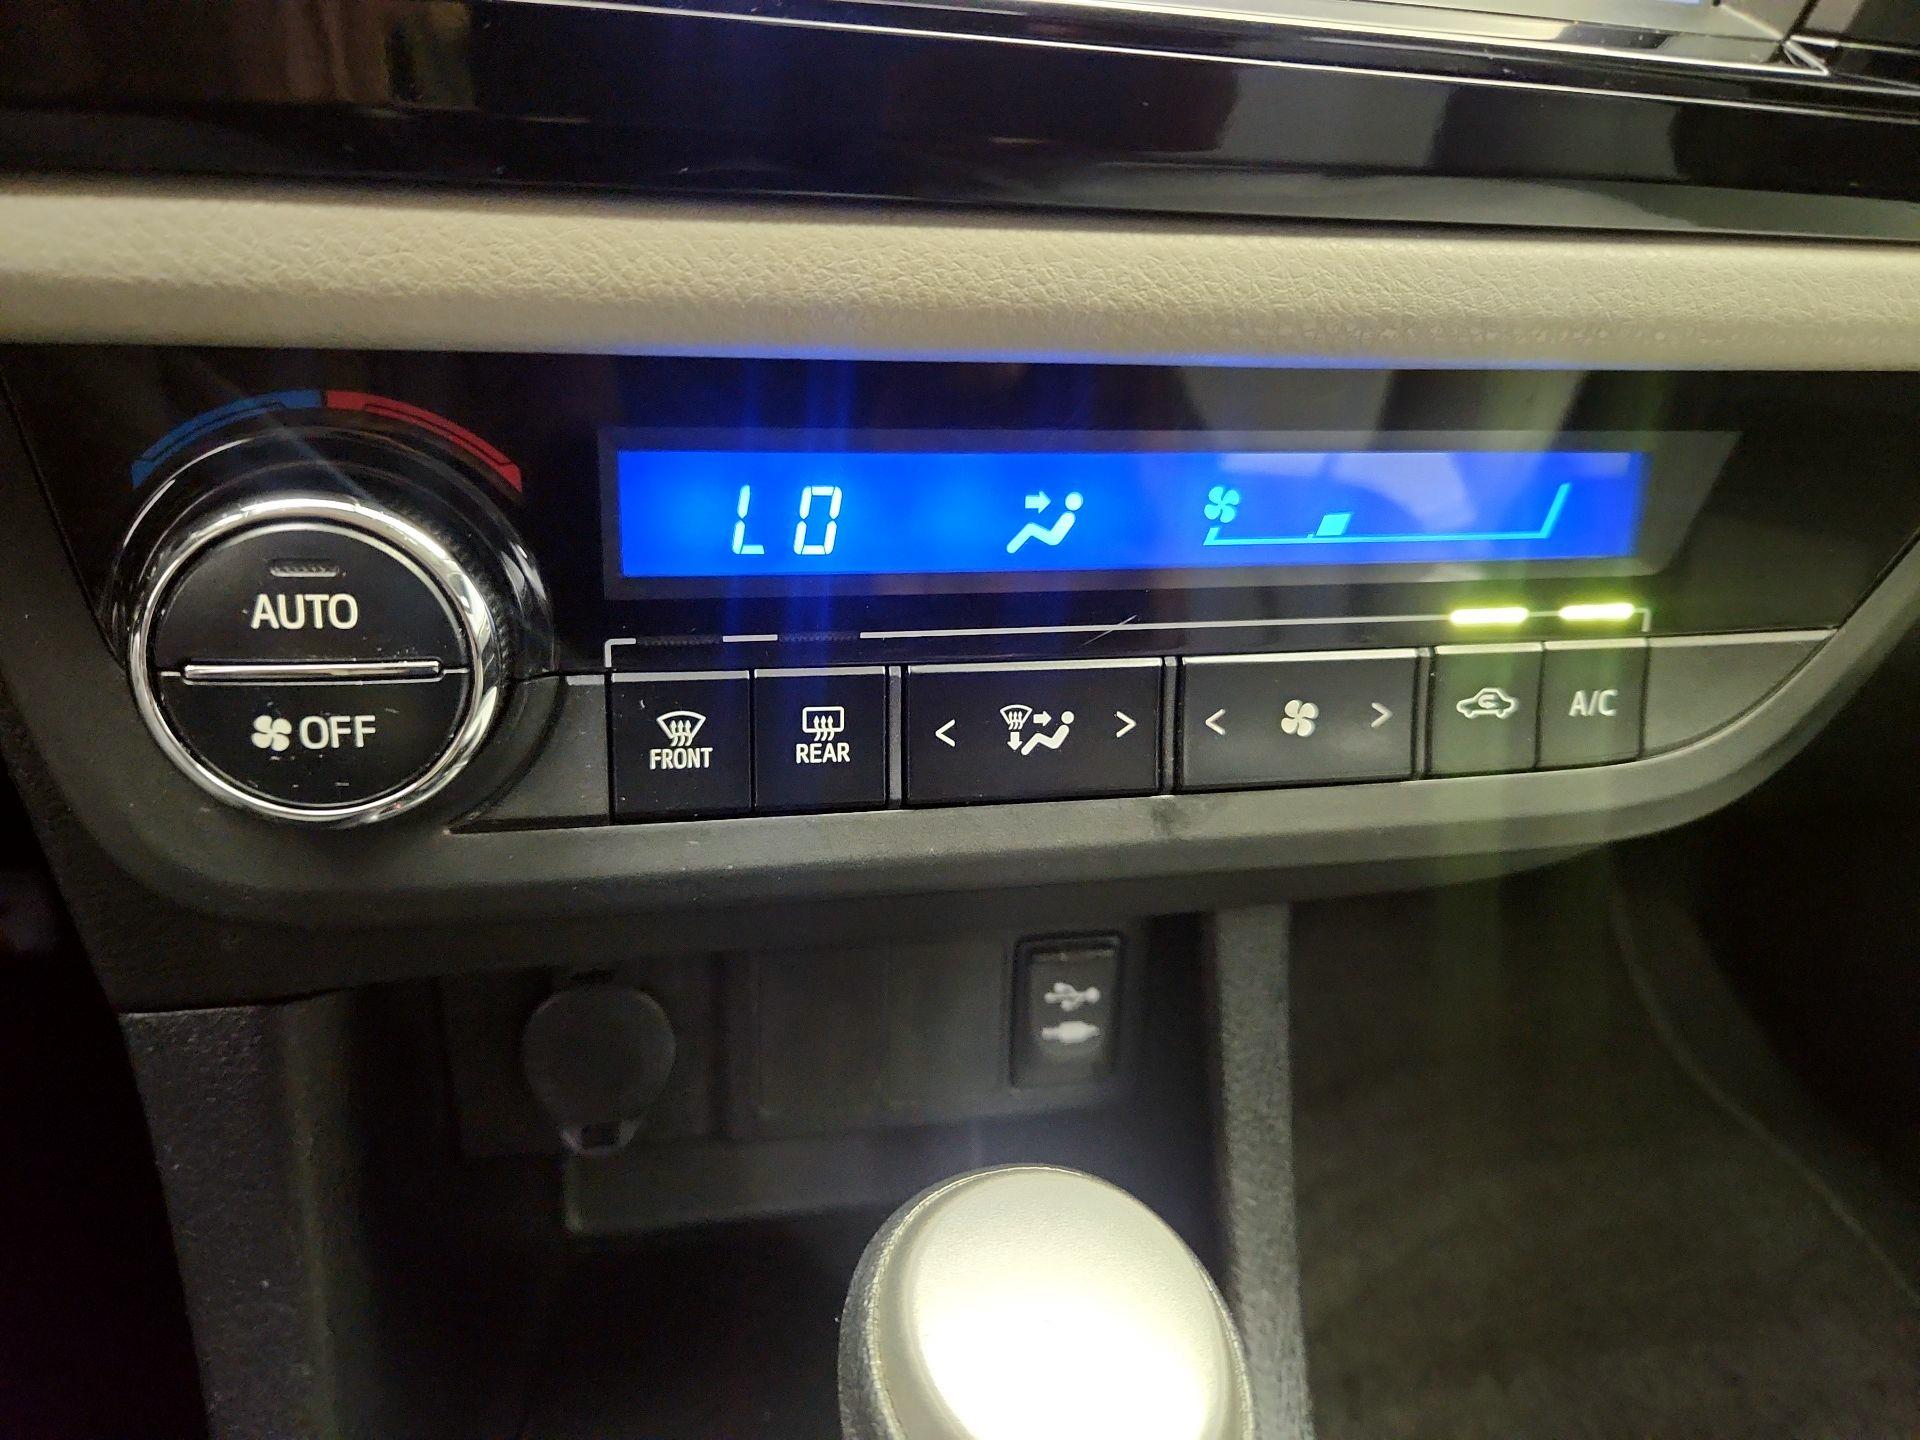 LO
AUTO
OFF
FRONT
REAR
< >
< >
A/C